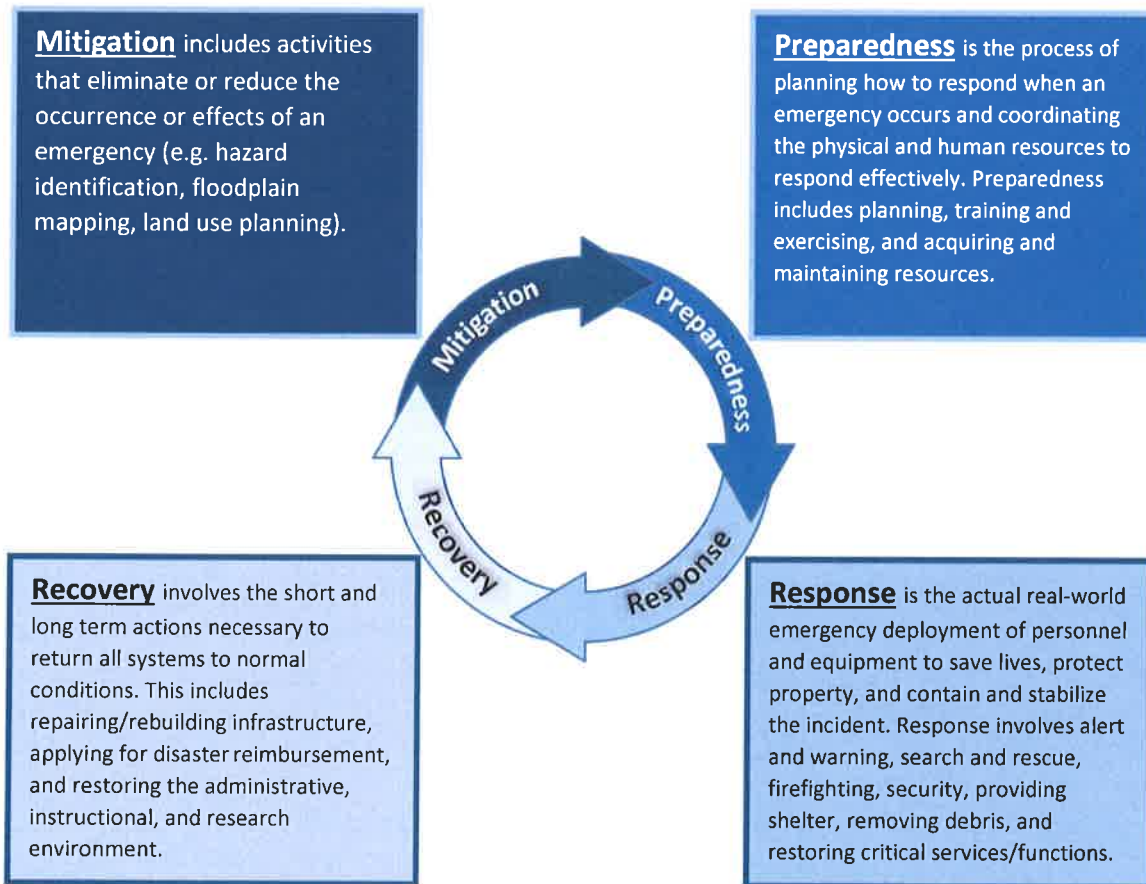 Mitigation includes activities
that eliminate or reduce the
occurrence or effects of an
emergency (e.g. hazard
identification, floodplain
mapping, land use planning).
Preparedness is the process of
planning how to respond when an
emergency occurs and coordinating
the physical and human resources to
respond effectively. Preparedness
includes planning, training and
exercising, and acquiring and
maintaining resources.
Mitigation
Preparedness
Recovery
Response
Recovery involves the short and
long term actions necessary to
return all systems to normal
conditions. This includes
repairing/rebuilding infrastructure,
applying for disaster reimbursement,
and restoring the administrative,
instructional, and research
environment.
Response is the actual real-world
emergency deployment of personnel
and equipment to save lives, protect
property, and contain and stabilize
the incident. Response involves alert
and warning, search and rescue,
firefighting, security, providing
shelter, removing debris, and
restoring critical services/functions.